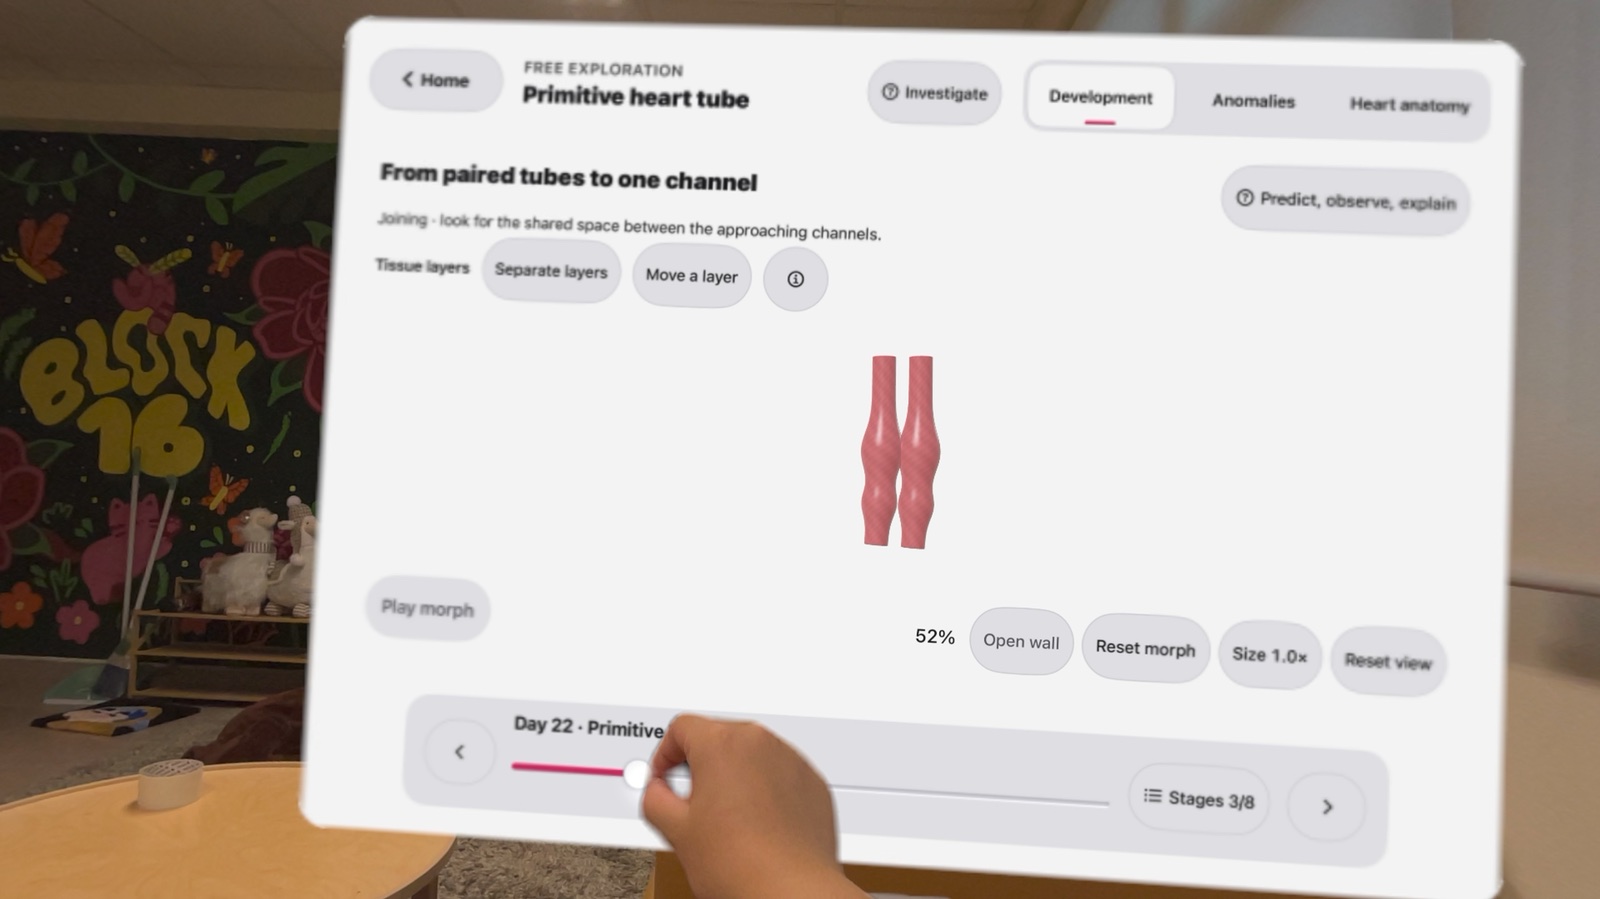 Home
FREE EXPLORATION
Primitive heart tube
Investigate
Development
Anomalies
Heart anatomy
From paired tubes to one channel
Predict, observe, explain
Joining · look for the shared space between the approaching channels.
Tissue layers
Separate layers
Move a layer
BLOCK
16
Play morph
52%
Open wall
Reset morph
Size 1.0×
Reset view
Day 22 · Primitive
Stages 3/8